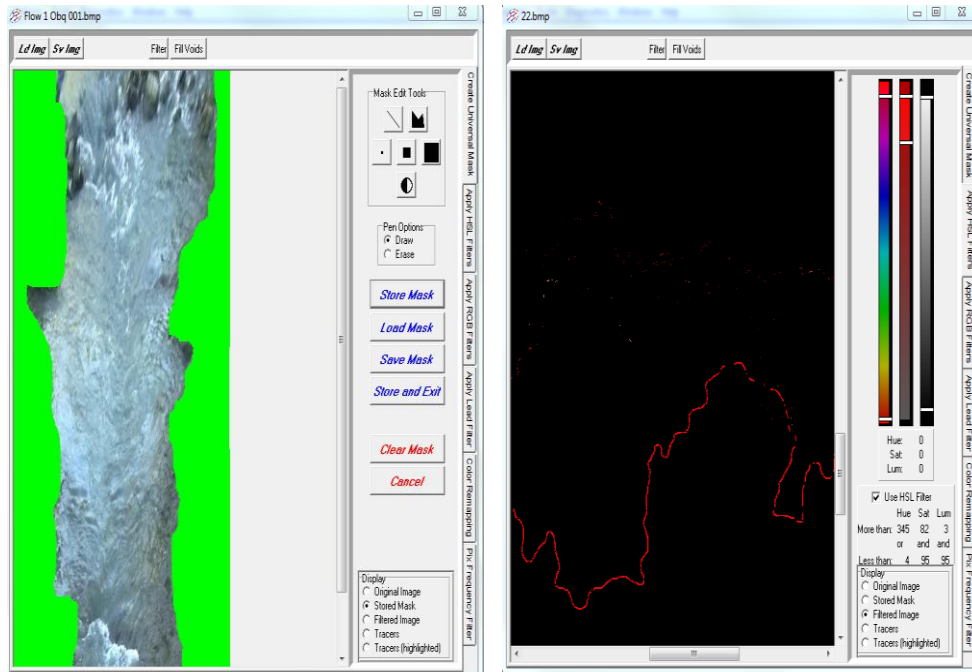 Flow 1 Obq 001.bmp
Ld Img Sv Img Filter Fill Voids
Mask Edit Tools
Pen Options
Draw
Erase
Store Mask
Load Mask
Save Mask
Store and Exit
Clear Mask
Cancel
Display
Original Image
Stored Mask
Filtered Image
Tracers
Tracers (highlighted)
Create Universal Mask
Apply HSL Filters
Apply RGB Filters
Apply Lead Filter
Color Remapping
Pix Frequency Filter
22.bmp
Ld Img Sv Img Filter Fill Voids
Hue: 0
Sat: 0
Lum: 0
Use HSL Filter
Hue Sat Lum
More than: 345 82 3
or and and
Less than: 4 95 95
Display
Original Image
Stored Mask
Filtered Image
Tracers
Tracers (highlighted)
Create Universal Mask
Apply HSL Filters
Apply RGB Filters
Apply Lead Filter
Color Remapping
Pix Frequency Filter